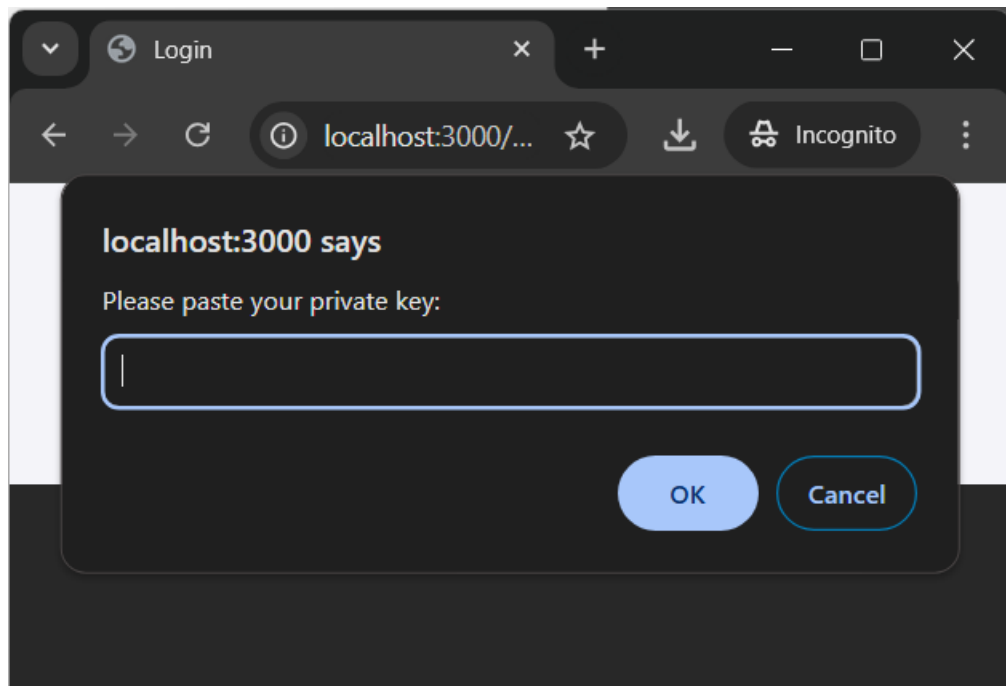 Login
localhost:3000/...
Incognito
localhost:3000 says
Please paste your private key:
OK
Cancel